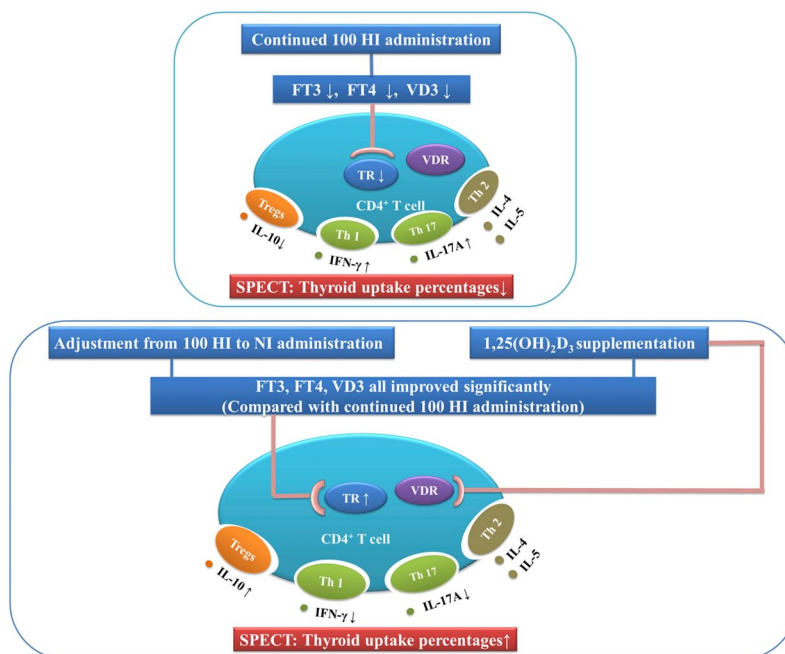 Continued 100 HI administration
FT3 ↓, FT4 ↓, VD3 ↓
VDR
TR ↓
CD4⁺ T cell
Th 2
IL-4
IL-5
Tregs
IL-10↓
Th 1
IFN-γ ↑
Th 17
IL-17A ↑
SPECT: Thyroid uptake percentages↓
Adjustment from 100 HI to NI administration
1,25(OH)₂D₃ supplementation
FT3, FT4, VD3 all improved significantly
(Compared with continued 100 HI administration)
TR ↑
VDR
CD4⁺ T cell
Th 2
IL-4
IL-5
Tregs
IL-10 ↑
Th 1
IFN-γ ↓
Th 17
IL-17A ↓
SPECT: Thyroid uptake percentages↑